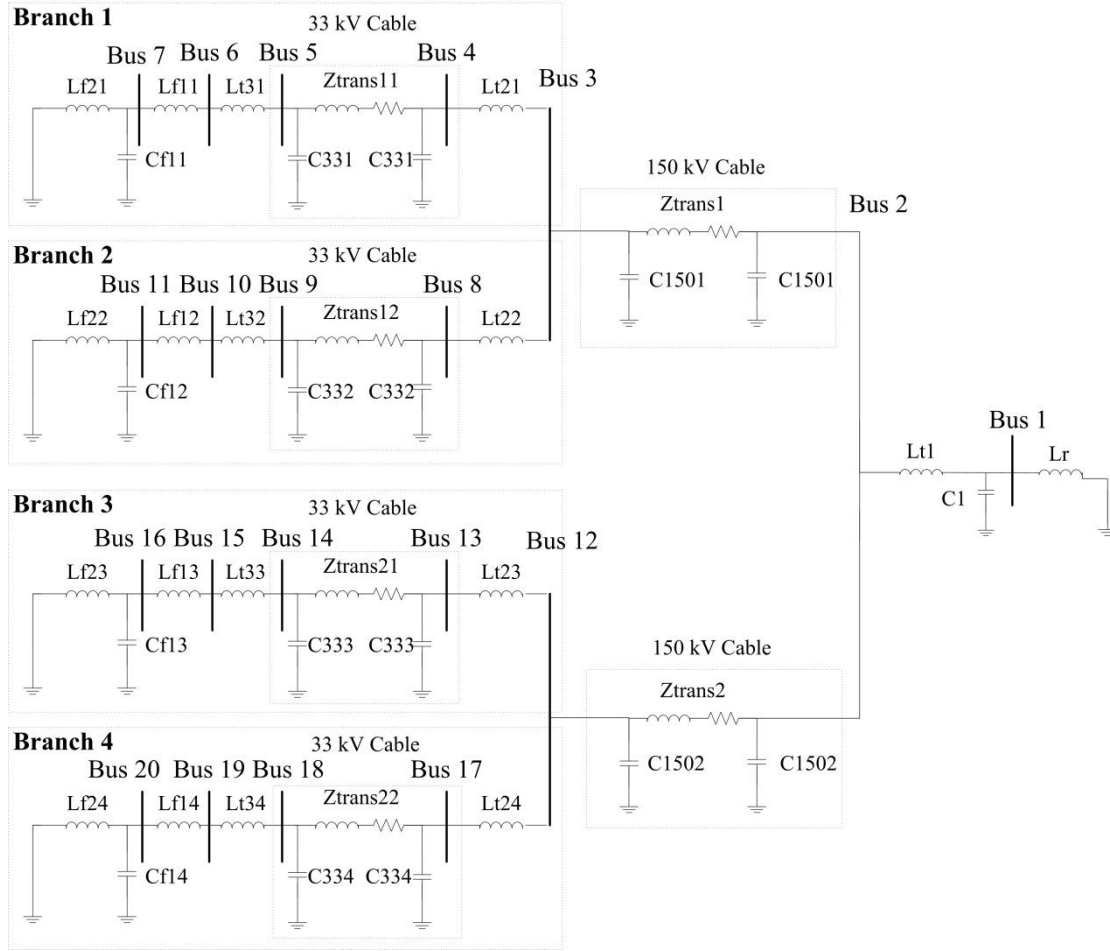 Branch 1
33 kV Cable
Bus 7
Bus 6
Bus 5
Bus 4
Bus 3
Lf21
Lf11
Lt31
Ztrans11
Lt21
Cf11
C331
C331
Branch 2
33 kV Cable
Bus 11
Bus 10
Bus 9
Bus 8
Lf22
Lf12
Lt32
Ztrans12
Lt22
Cf12
C332
C332
150 kV Cable
Ztrans1
Bus 2
C1501
C1501
Bus 1
Lt1
Lr
C1
Branch 3
33 kV Cable
Bus 16
Bus 15
Bus 14
Bus 13
Bus 12
Lf23
Lf13
Lt33
Ztrans21
Lt23
Cf13
C333
C333
Branch 4
33 kV Cable
Bus 20
Bus 19
Bus 18
Bus 17
Lf24
Lf14
Lt34
Ztrans22
Lt24
Cf14
C334
C334
150 kV Cable
Ztrans2
C1502
C1502